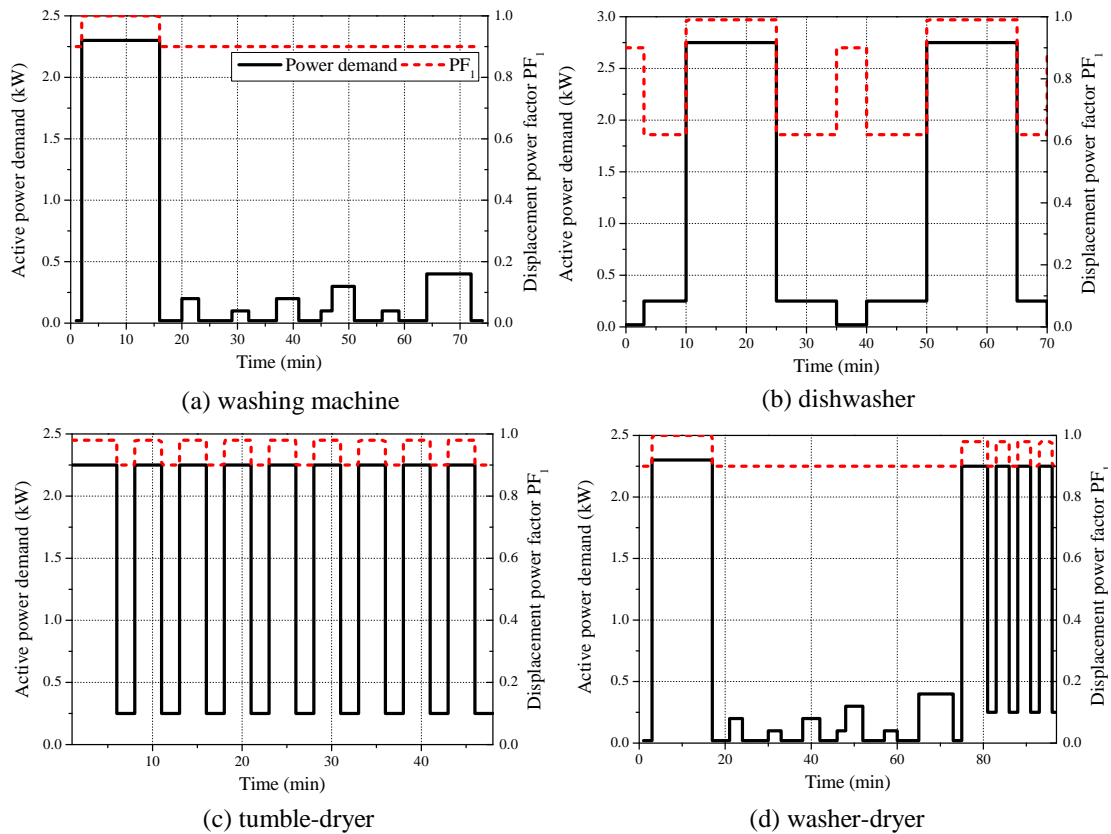 2.5
2.0
1.5
1.0
0.5
0.0
Active power demand (kW)
1.0
0.8
0.6
0.4
0.2
0.0
Displacement power factor PF1
Power demand
PF1
0 10 20 30 40 50 60 70
Time (min)
(a) washing machine
3.0
2.5
2.0
1.5
1.0
0.5
0.0
Active power demand (kW)
1.0
0.8
0.6
0.4
0.2
0.0
Displacement power factor PF1
0 10 20 30 40 50 60 70
Time (min)
(b) dishwasher
2.5
2.0
1.5
1.0
0.5
0.0
Active power demand (kW)
1.0
0.8
0.6
0.4
0.2
0.0
Displacement power factor PF1
10 20 30 40
Time (min)
(c) tumble-dryer
2.5
2.0
1.5
1.0
0.5
0.0
Active power demand (kW)
1.0
0.8
0.6
0.4
0.2
0.0
Displacement power factor PF1
0 20 40 60 80
Time (min)
(d) washer-dryer